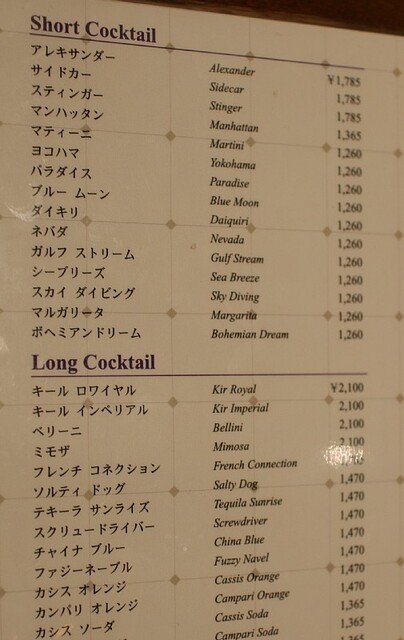 Short Cocktail
アレキサンダー Alexander ¥1,785
サイドカー Sidecar 1,785
スティンガー Stinger 1,785
マンハッタン Manhattan 1,365
マティーニ Martini 1,260
ヨコハマ Yokohama 1,260
パラダイス Paradise 1,260
ブルー ムーン Blue Moon 1,260
ダイキリ Daiquiri 1,260
ネバダ Nevada 1,260
ガルフ ストリーム Gulf Stream 1,260
シーブリーズ Sea Breeze 1,260
スカイ ダイビング Sky Diving 1,260
マルガリータ Margarita 1,260
ボヘミアンドリーム Bohemian Dream 1,260
Long Cocktail
キール ロワイヤル Kir Royal ¥2,100
キール インペリアル Kir Imperial 2,100
ベリーニ Bellini 2,100
ミモザ Mimosa 2,100
フレンチ コネクション French Connection
ソルティ ドッグ Salty Dog 1,470
テキーラ サンライズ Tequila Sunrise 1,470
スクリュードライバー Screwdriver 1,470
チャイナ ブルー China Blue 1,470
ファジーネーブル Fuzzy Navel 1,470
カシス オレンジ Cassis Orange 1,470
カンパリ オレンジ Campari Orange 1,470
カシス ソーダ Cassis Soda 1,365
Campari Soda 1,365